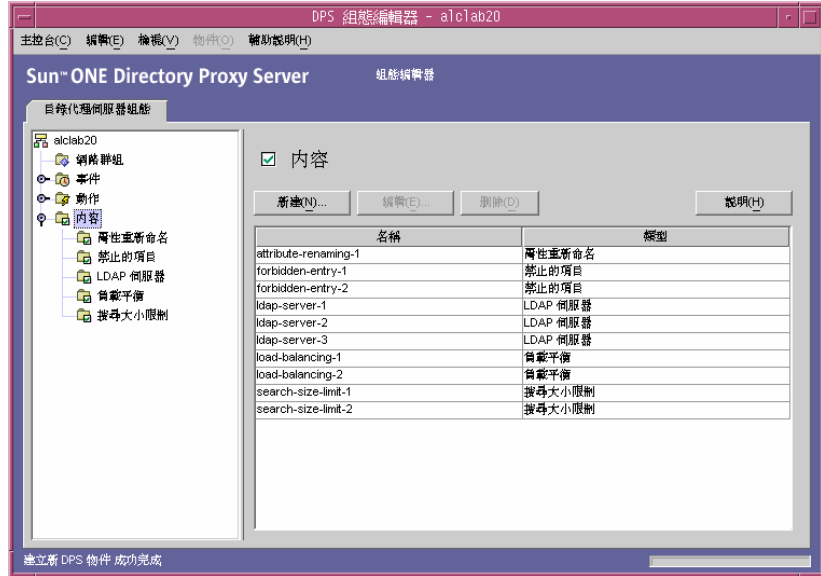 DPS 組態編輯器 - alclab20
主控台(C) 編輯(E) 檢視(V) 物件(O) 輔助說明(H)
Sun™ ONE Directory Proxy Server 組態編輯器
目錄代理伺服器組態
alclab20
網路群組
事件
動作
內容
屬性重新命名
禁止的項目
LDAP 伺服器
負載平衡
搜尋大小限制
內容
新建(N)... 編輯(E)... 刪除(D) 說明(H)
名稱 類型
attribute-renaming-1 屬性重新命名
forbidden-entry-1 禁止的項目
forbidden-entry-2 禁止的項目
ldap-server-1 LDAP 伺服器
ldap-server-2 LDAP 伺服器
ldap-server-3 LDAP 伺服器
load-balancing-1 負載平衡
load-balancing-2 負載平衡
search-size-limit-1 搜尋大小限制
search-size-limit-2 搜尋大小限制
建立新 DPS 物件 成功完成